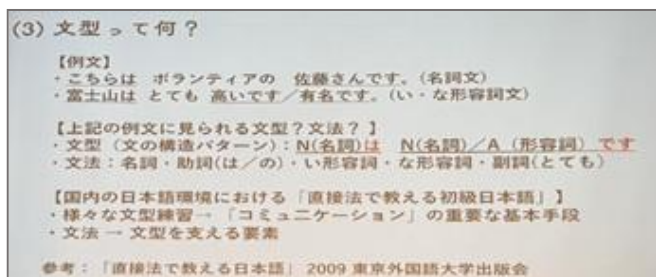 (3) 文型って何？
【例文】
・こちらは ボランティアの 佐藤さんです。(名詞文)
・富士山は とても 高いです／有名です。(い・な形容詞文)
【上記の例文に見られる文型？文法？】
・文型（文の構造パターン）：N(名詞)は N(名詞)／A（形容詞）です
・文法：名詞・助詞(は／の)・い形容詞・な形容詞・副詞(とても)
【国内の日本語環境における「直接法で教える初級日本語」】
・様々な文型練習→「コミュニケーション」の重要な基本手段
・文法 → 文型を支える要素
参考：「直接法で教える日本語」2009 東京外国語大学出版会